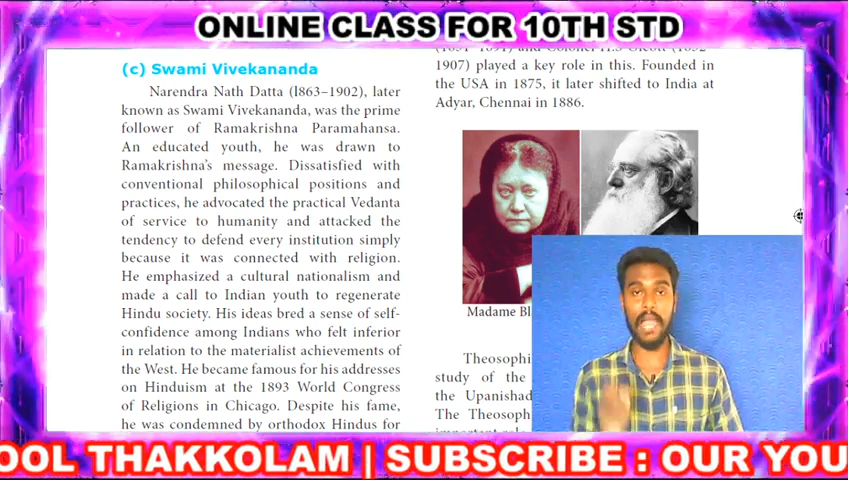 ONLINE CLASS FOR 10TH STD
(c) Swami Vivekananda
Narendra Nath Datta (l863–1902), later
known as Swami Vivekananda, was the prime
follower of Ramakrishna Paramahansa.
An educated youth, he was drawn to
Ramakrishna's message. Dissatisfied with
conventional philosophical positions and
practices, he advocated the practical Vedanta
of service to humanity and attacked the
tendency to defend every institution simply
because it was connected with religion.
He emphasized a cultural nationalism and
made a call to Indian youth to regenerate
Hindu society. His ideas bred a sense of self-
confidence among Indians who felt inferior
in relation to the materialist achievements of
the West. He became famous for his addresses
on Hinduism at the 1893 World Congress
of Religions in Chicago. Despite his fame,
he was condemned by orthodox Hindus for
1907) played a key role in this. Founded in
the USA in 1875, it later shifted to India at
Adyar, Chennai in 1886.
Madame Bl
Theosophi
study of the
the Upanishad
The Theosoph
OOL THAKKOLAM | SUBSCRIBE : OUR YOU